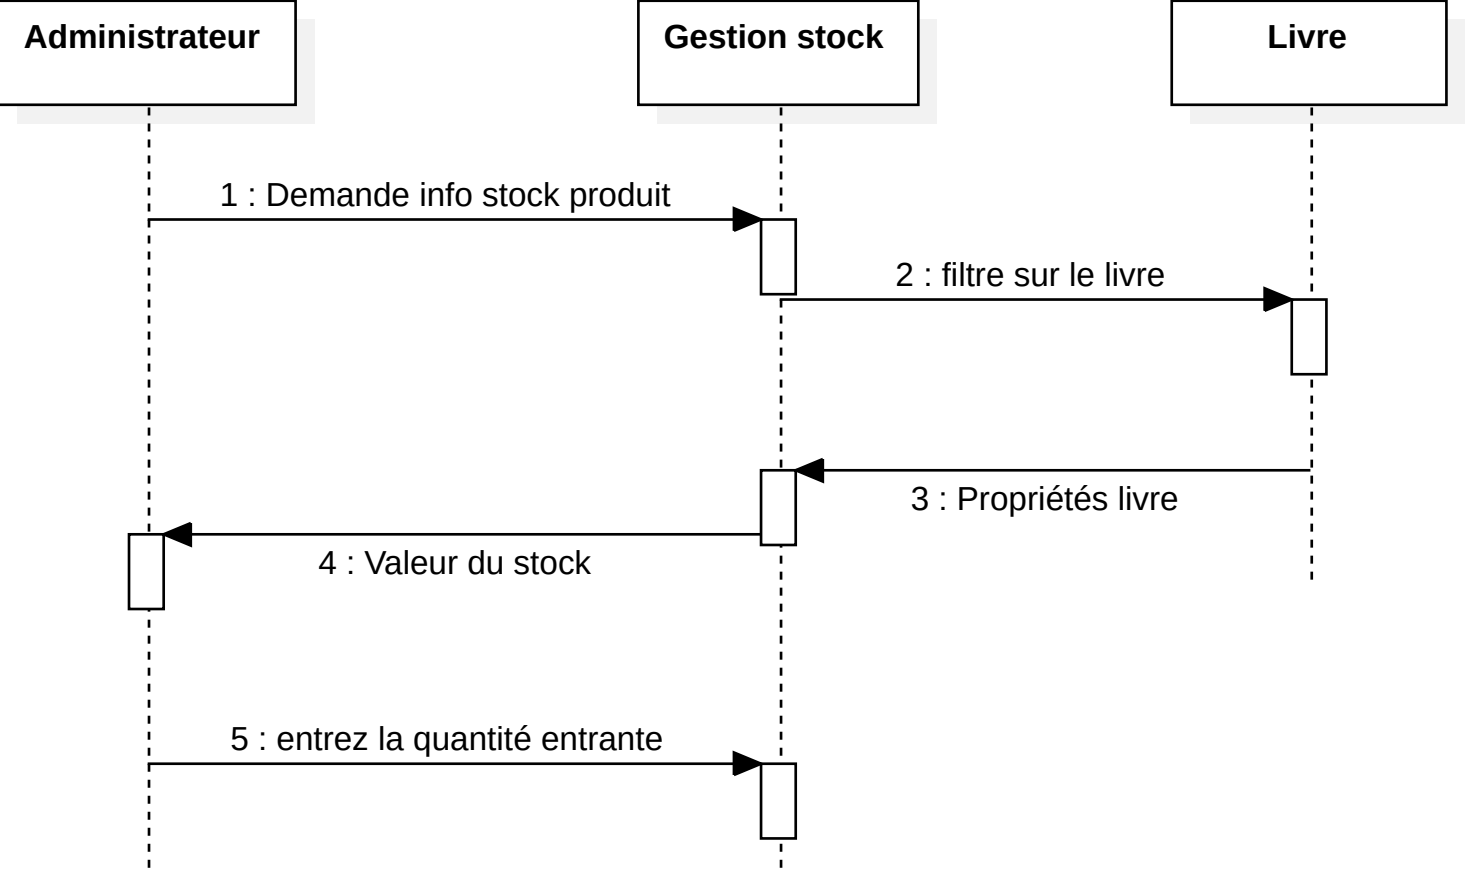 Administrateur
Gestion stock
Livre
1 : Demande info stock produit
2 : filtre sur le livre
3 : Propriétés livre
4 : Valeur du stock
5 : entrez la quantité entrante